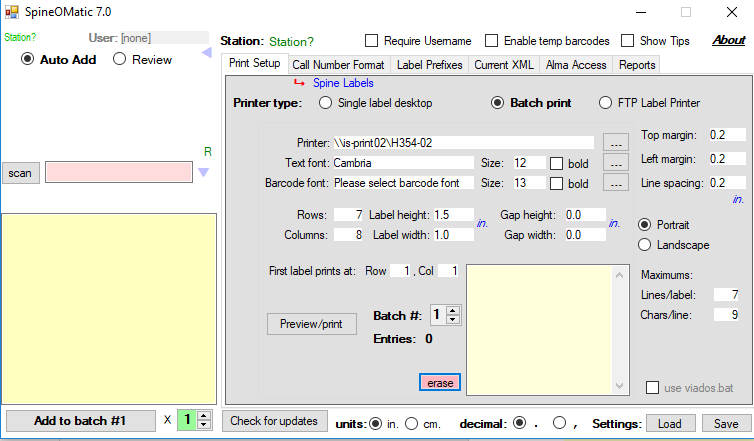 SpineOMatic 7.0
Station? User: [none]
Auto Add Review
R
scan
Add to batch #1 X 1
Station: Station? Require Username Enable temp barcodes Show Tips About
Print Setup Call Number Format Label Prefixes Current XML Alma Access Reports
Spine Labels
Printer type: Single label desktop Batch print FTP Label Printer
Printer: \\is-print02\H354-02 ...
Text font: Cambria Size: 12 bold ...
Barcode font: Please select barcode font Size: 13 bold ...
Top margin: 0.2
Left margin: 0.2
Line spacing: 0.2
in.
Rows: 7 Label height: 1.5 in. Gap height: 0.0 in.
Columns: 8 Label width: 1.0 Gap width: 0.0
Portrait
Landscape
First label prints at: Row 1 , Col 1
Maximums:
Lines/label: 7
Chars/line: 9
Preview/print Batch #: 1
Entries: 0
erase
use viados.bat
Check for updates units: in. cm. decimal: . , Settings: Load Save